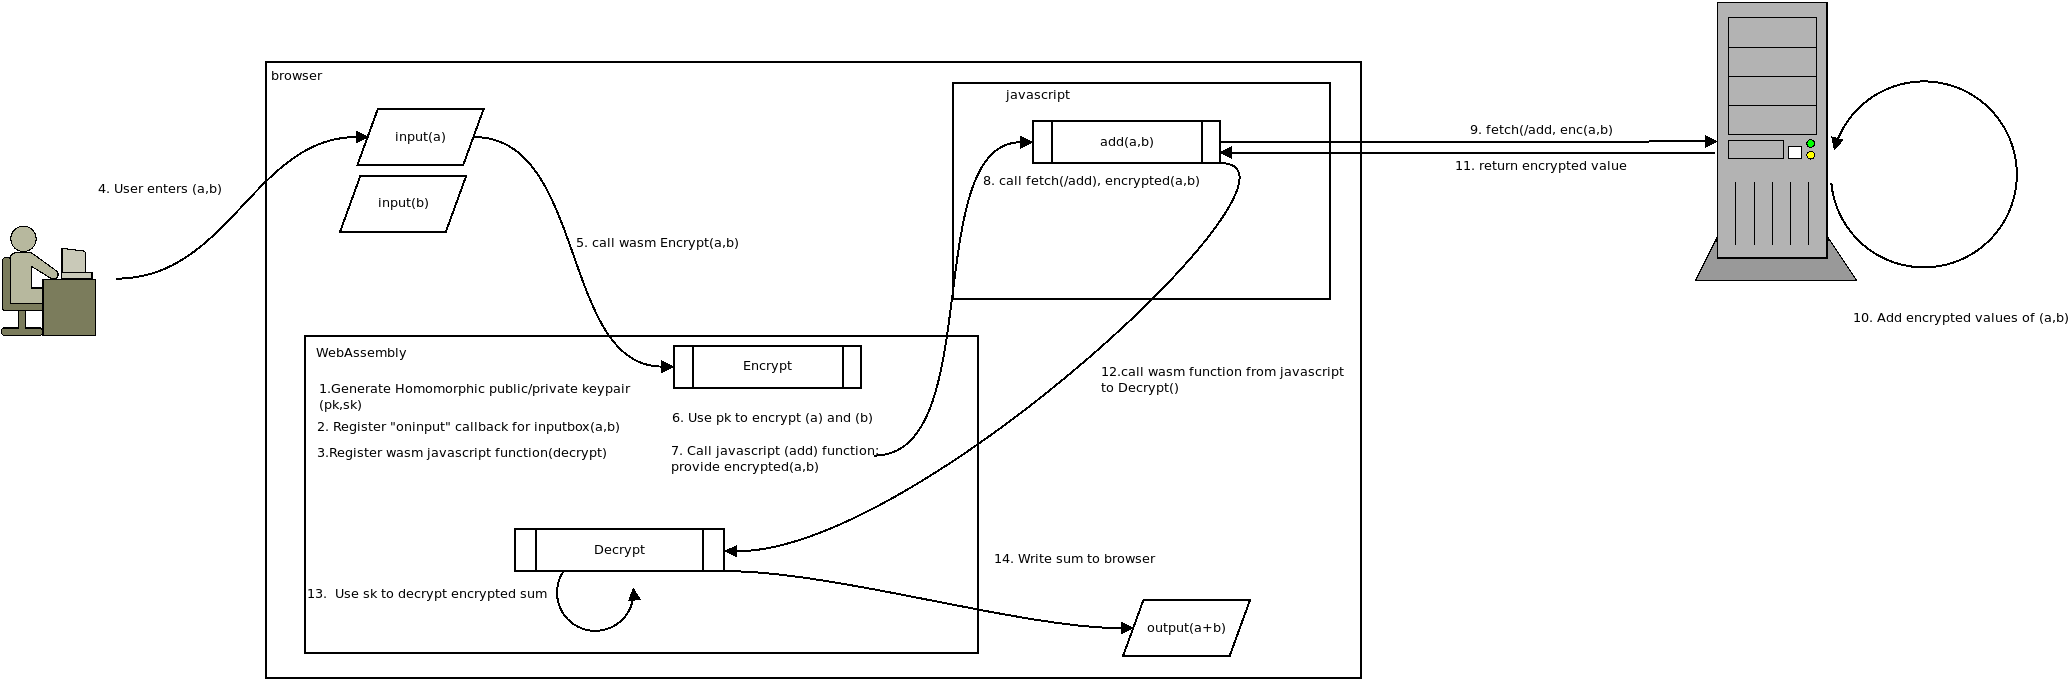 browser
javascript
input(a)
add(a,b)
9. fetch(/add, enc(a,b)
11. return encrypted value
8. call fetch(/add), encrypted(a,b)
4. User enters (a,b)
input(b)
5. call wasm Encrypt(a,b)
10. Add encrypted values of (a,b)
WebAssembly
Encrypt
12.call wasm function from javascript
to Decrypt()
1.Generate Homomorphic public/private keypair
(pk,sk)
6. Use pk to encrypt (a) and (b)
2. Register "oninput" callback for inputbox(a,b)
3.Register wasm javascript function(decrypt)
7. Call javascript (add) function;
provide encrypted(a,b)
Decrypt
14. Write sum to browser
13.  Use sk to decrypt encrypted sum
output(a+b)